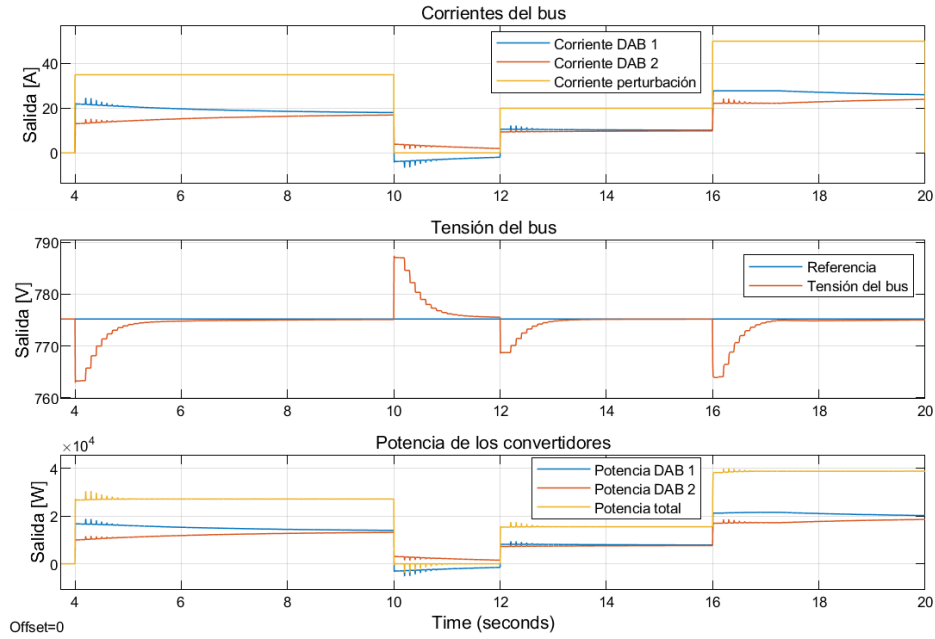 Corrientes del bus
Salida [A]
40
20
0
Corriente DAB 1
Corriente DAB 2
Corriente perturbación
4 6 8 10 12 14 16 18 20
Tensión del bus
Salida [V]
790
780
770
760
Referencia
Tensión del bus
4 6 8 10 12 14 16 18 20
×10⁴
Potencia de los convertidores
Salida [W]
4
2
0
Potencia DAB 1
Potencia DAB 2
Potencia total
4 6 8 10 12 14 16 18 20
Time (seconds)
Offset=0